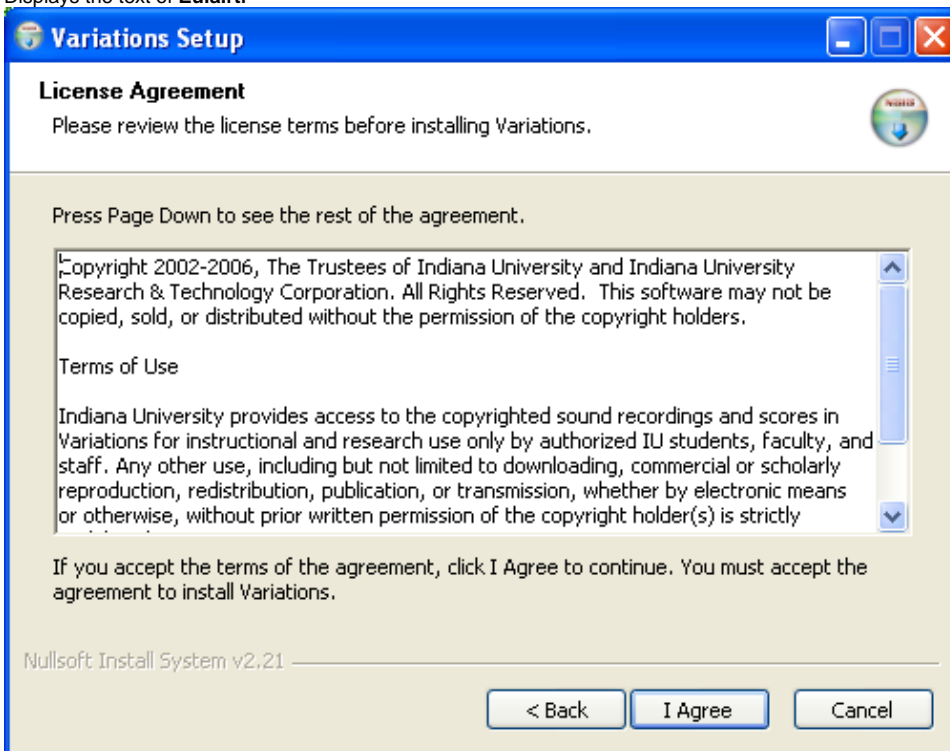 Displays the text of
Variations Setup
License Agreement
Please review the license terms before installing Variations.
Press Page Down to see the rest of the agreement.
Copyright 2002-2006, The Trustees of Indiana University and Indiana University
Research & Technology Corporation. All Rights Reserved.  This software may not be
copied, sold, or distributed without the permission of the copyright holders.
Terms of Use
Indiana University provides access to the copyrighted sound recordings and scores in
Variations for instructional and research use only by authorized IU students, faculty, and
staff. Any other use, including but not limited to downloading, commercial or scholarly
reproduction, redistribution, publication, or transmission, whether by electronic means
or otherwise, without prior written permission of the copyright holder(s) is strictly
If you accept the terms of the agreement, click I Agree to continue. You must accept the
agreement to install Variations.
Nullsoft Install System v2.21
< Back
I Agree
Cancel